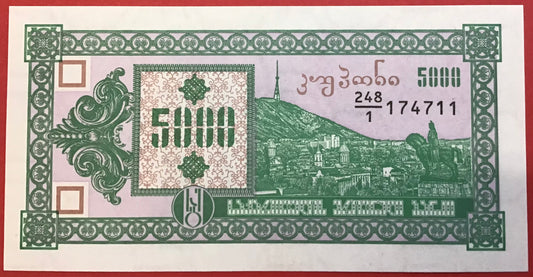 კუპონი 5000
248
1 174711
5000
საქართველოს ეროვნული ბანკი